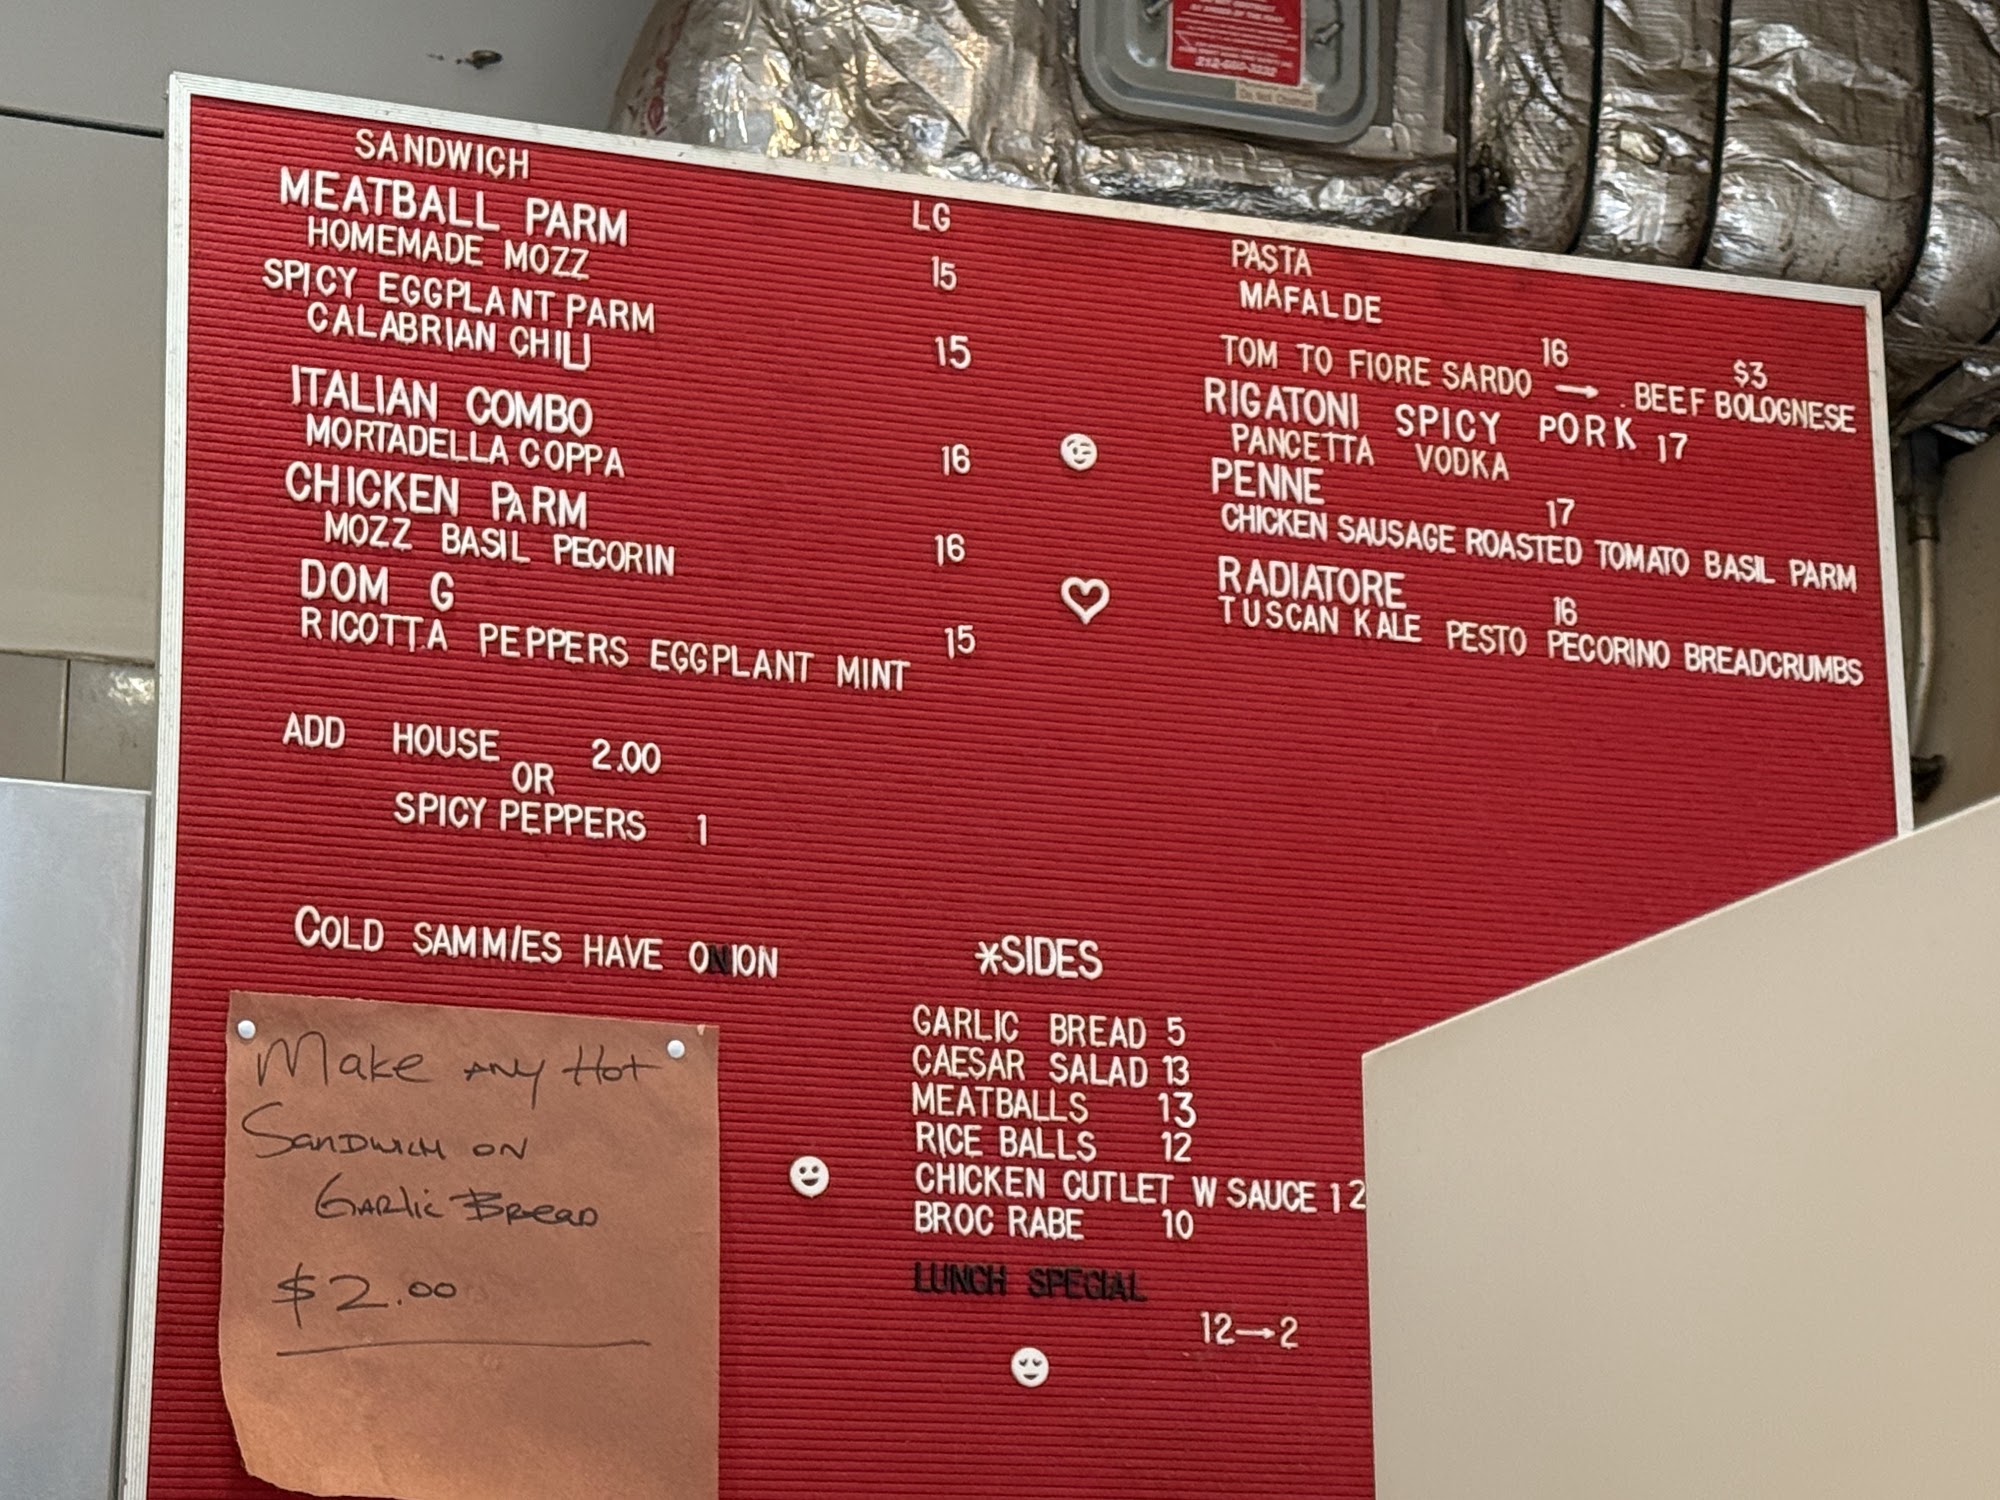 SANDWICH
LG
MEATBALL PARM
HOMEMADE MOZZ 15
SPICY EGGPLANT PARM
CALABRIAN CHILI 15
ITALIAN COMBO
MORTADELLA COPPA 16
CHICKEN PARM
MOZZ BASIL PECORIN 16
DOM G
RICOTTA PEPPERS EGGPLANT MINT 15
ADD HOUSE 2.00
OR
SPICY PEPPERS 1
COLD SAMMIES HAVE ONION
Make any Hot
Sandwich on
Garlic Bread
$2.00
PASTA
MAFALDE
16
$3
TOM TO FIORE SARDO → . BEEF BOLOGNESE
RIGATONI SPICY PORK 17
PANCETTA VODKA
PENNE 17
CHICKEN SAUSAGE ROASTED TOMATO BASIL PARM
RADIATORE 16
TUSCAN KALE PESTO PECORINO BREADCRUMBS
*SIDES
GARLIC BREAD 5
CAESAR SALAD 13
MEATBALLS 13
RICE BALLS 12
CHICKEN CUTLET W SAUCE 12
BROC RABE 10
LUNCH SPECIAL
12→2
Do Not Obstruct